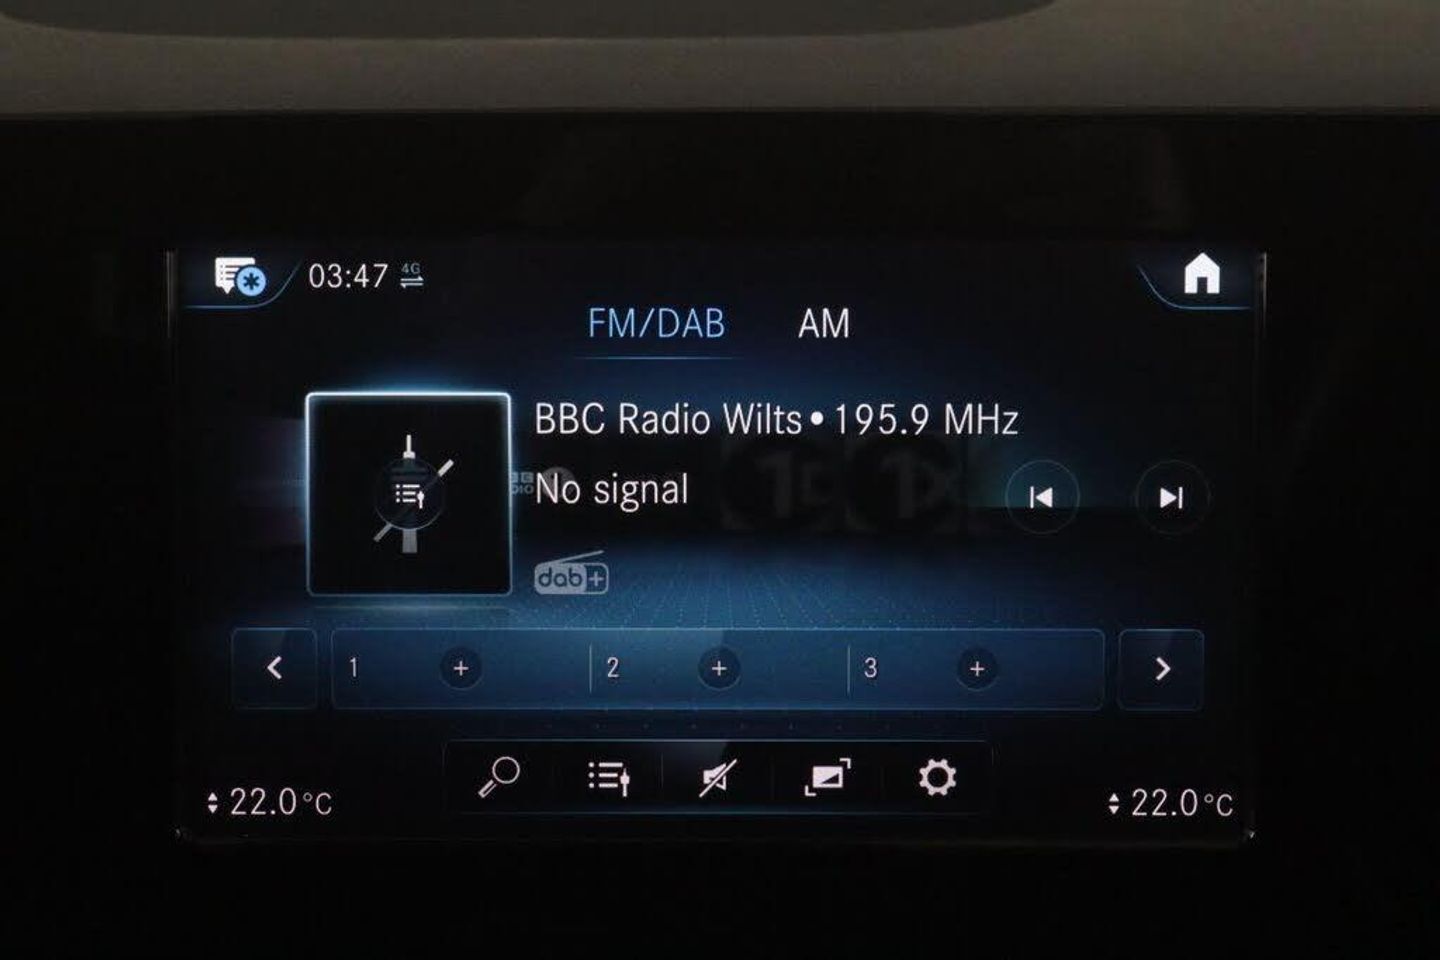 03:47 4G
FM/DAB AM
BBC Radio Wilts • 195.9 MHz
No signal
dab+
1 + 2 + 3 +
22.0°C 22.0°C